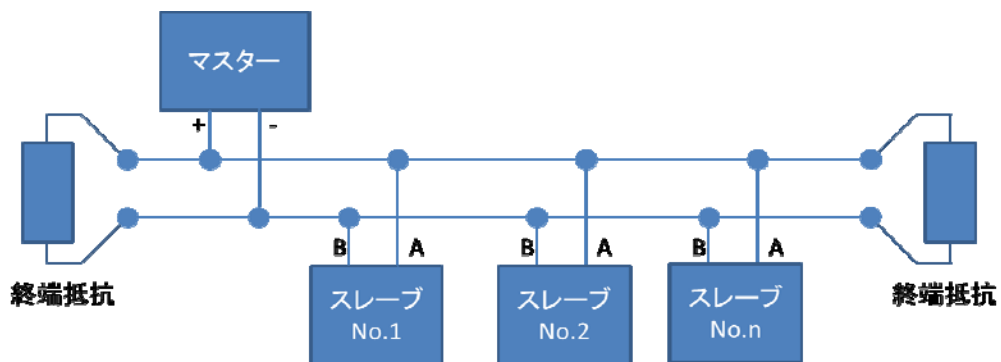 マスター
+ -
B A B A B A
終端抵抗 終端抵抗
スレーブ スレーブ スレーブ
No.1 No.2 No.n